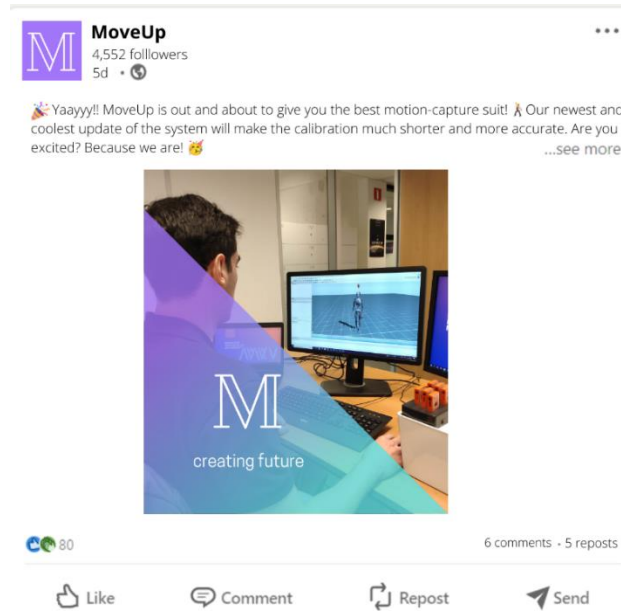 M
MoveUp
4,552 folllowers
5d •
Yaayyy!! MoveUp is out and about to give you the best motion-capture suit! Our newest and
coolest update of the system will make the calibration much shorter and more accurate. Are you
excited? Because we are!
...see more
M
creating future
80
6 comments • 5 reposts
Like
Comment
Repost
Send